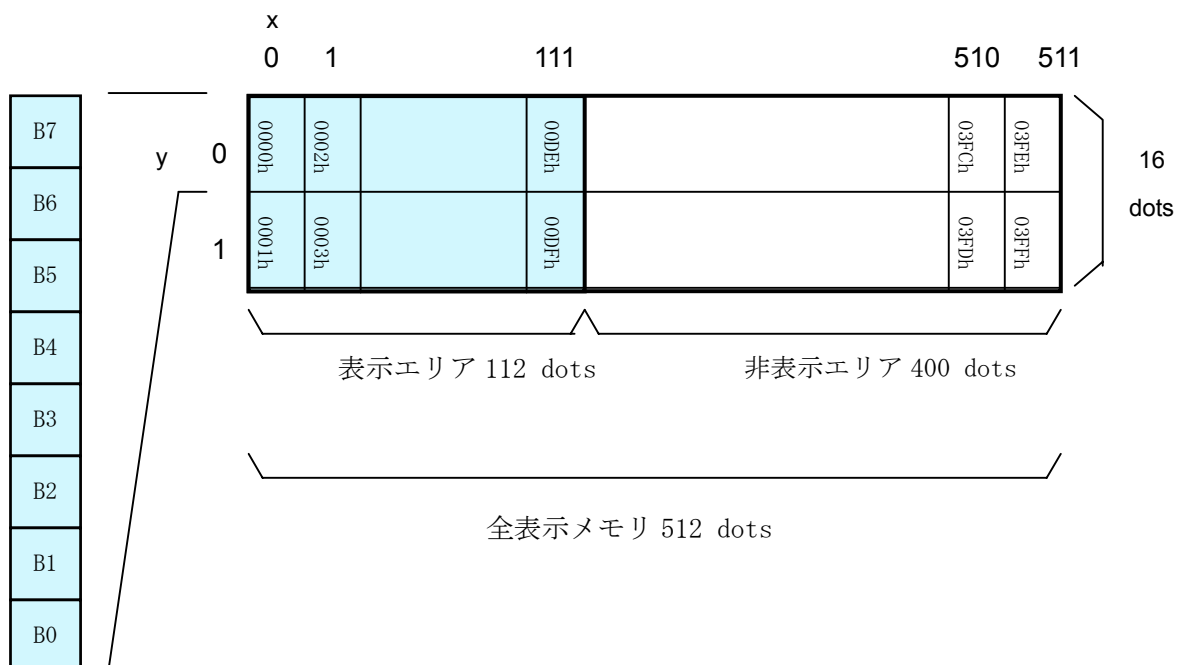 x
0 1 111 510 511
B7
B6
B5
B4
B3
B2
B1
B0
y 0
1
0000h 0002h 00DEh 03FCh 03FEh
0001h 0003h 00DFh 03FDh 03FFh
16
dots
表示エリア 112 dots 非表示エリア 400 dots
全表示メモリ 512 dots